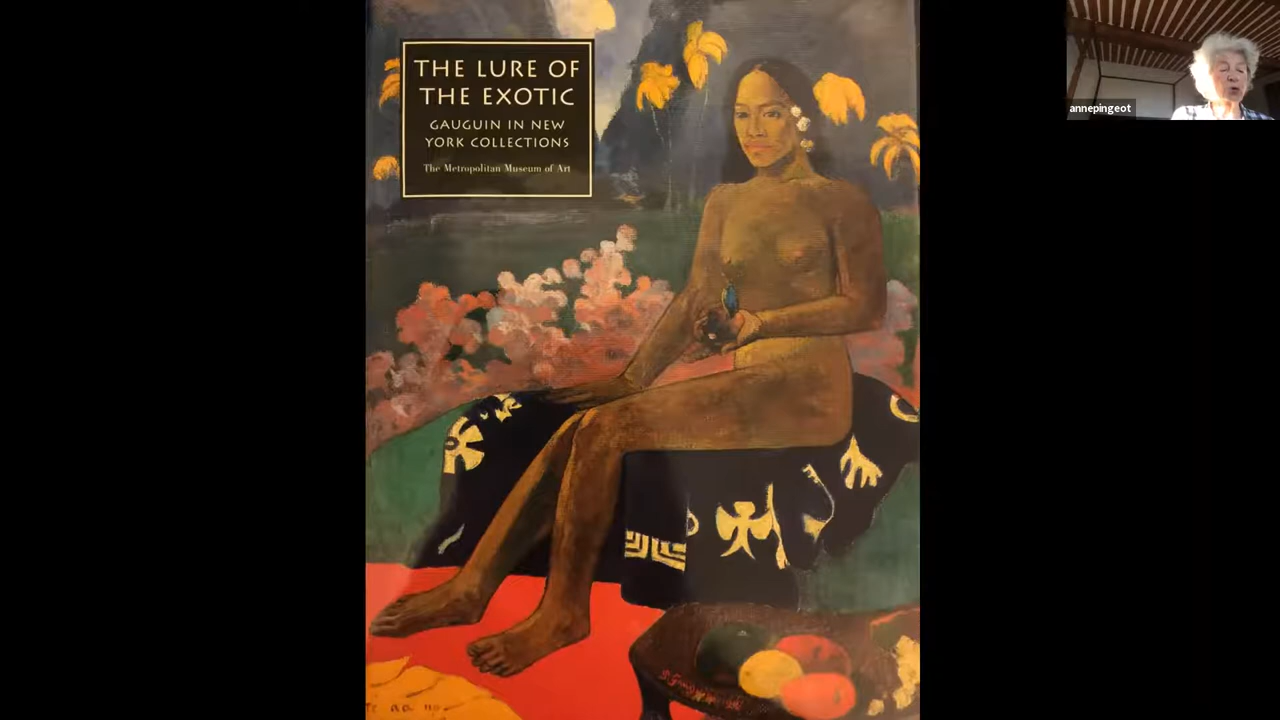 THE LURE OF
THE EXOTIC
GAUGUIN IN NEW
YORK COLLECTIONS
The Metropolitan Museum of Art
annepingeot